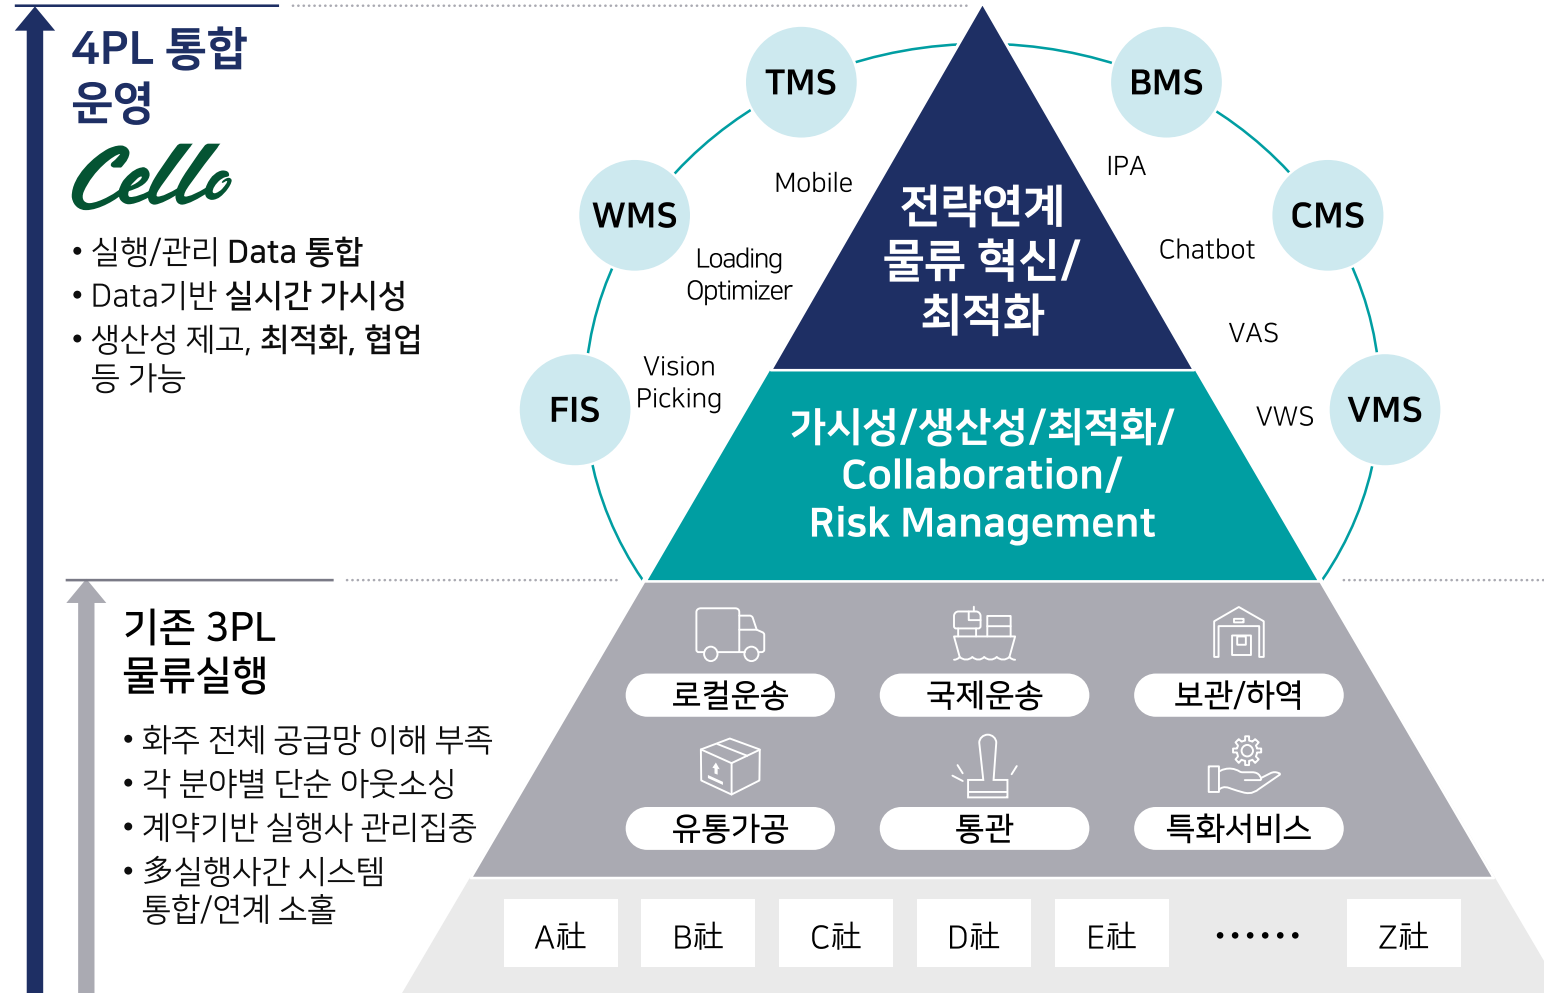 4PL 통합
운영
Cello
• 실행/관리 Data 통합
• Data기반 실시간 가시성
• 생산성 제고, 최적화, 협업
등 가능
TMS
BMS
WMS
CMS
FIS
VMS
Mobile
IPA
Loading
Optimizer
Chatbot
Vision
Picking
VAS
VWS
전략연계
물류 혁신/
최적화
가시성/생산성/최적화/
Collaboration/
Risk Management
기존 3PL
물류실행
• 화주 전체 공급망 이해 부족
• 각 분야별 단순 아웃소싱
• 계약기반 실행사 관리집중
• 多실행사간 시스템
통합/연계 소홀
로컬운송
국제운송
보관/하역
유통가공
통관
특화서비스
A社
B社
C社
D社
E社
······
Z社